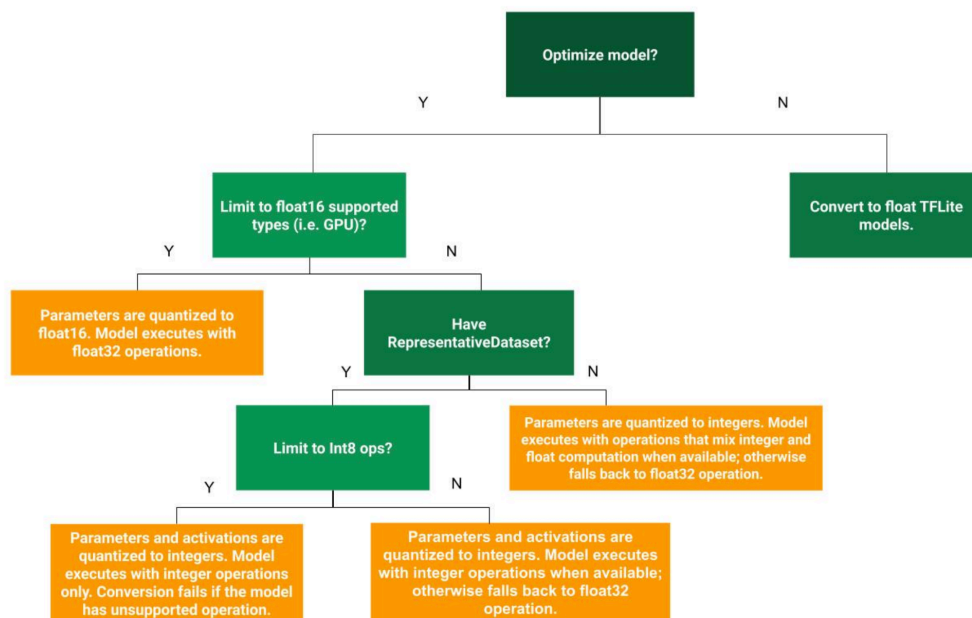 Optimize model?
Y
N
Limit to float16 supported
types (i.e. GPU)?
Convert to float TFLite
models.
Y
N
Parameters are quantized to
float16. Model executes with
float32 operations.
Have
RepresentativeDataset?
Y
N
Limit to Int8 ops?
Parameters are quantized to integers. Model
executes with operations that mix integer and
float computation when available; otherwise
falls back to float32 operation.
Y
N
Parameters and activations are
quantized to integers. Model
executes with integer operations
only. Conversion fails if the model
has unsupported operation.
Parameters and activations are
quantized to integers. Model executes
with integer operations when available;
otherwise falls back to float32
operation.